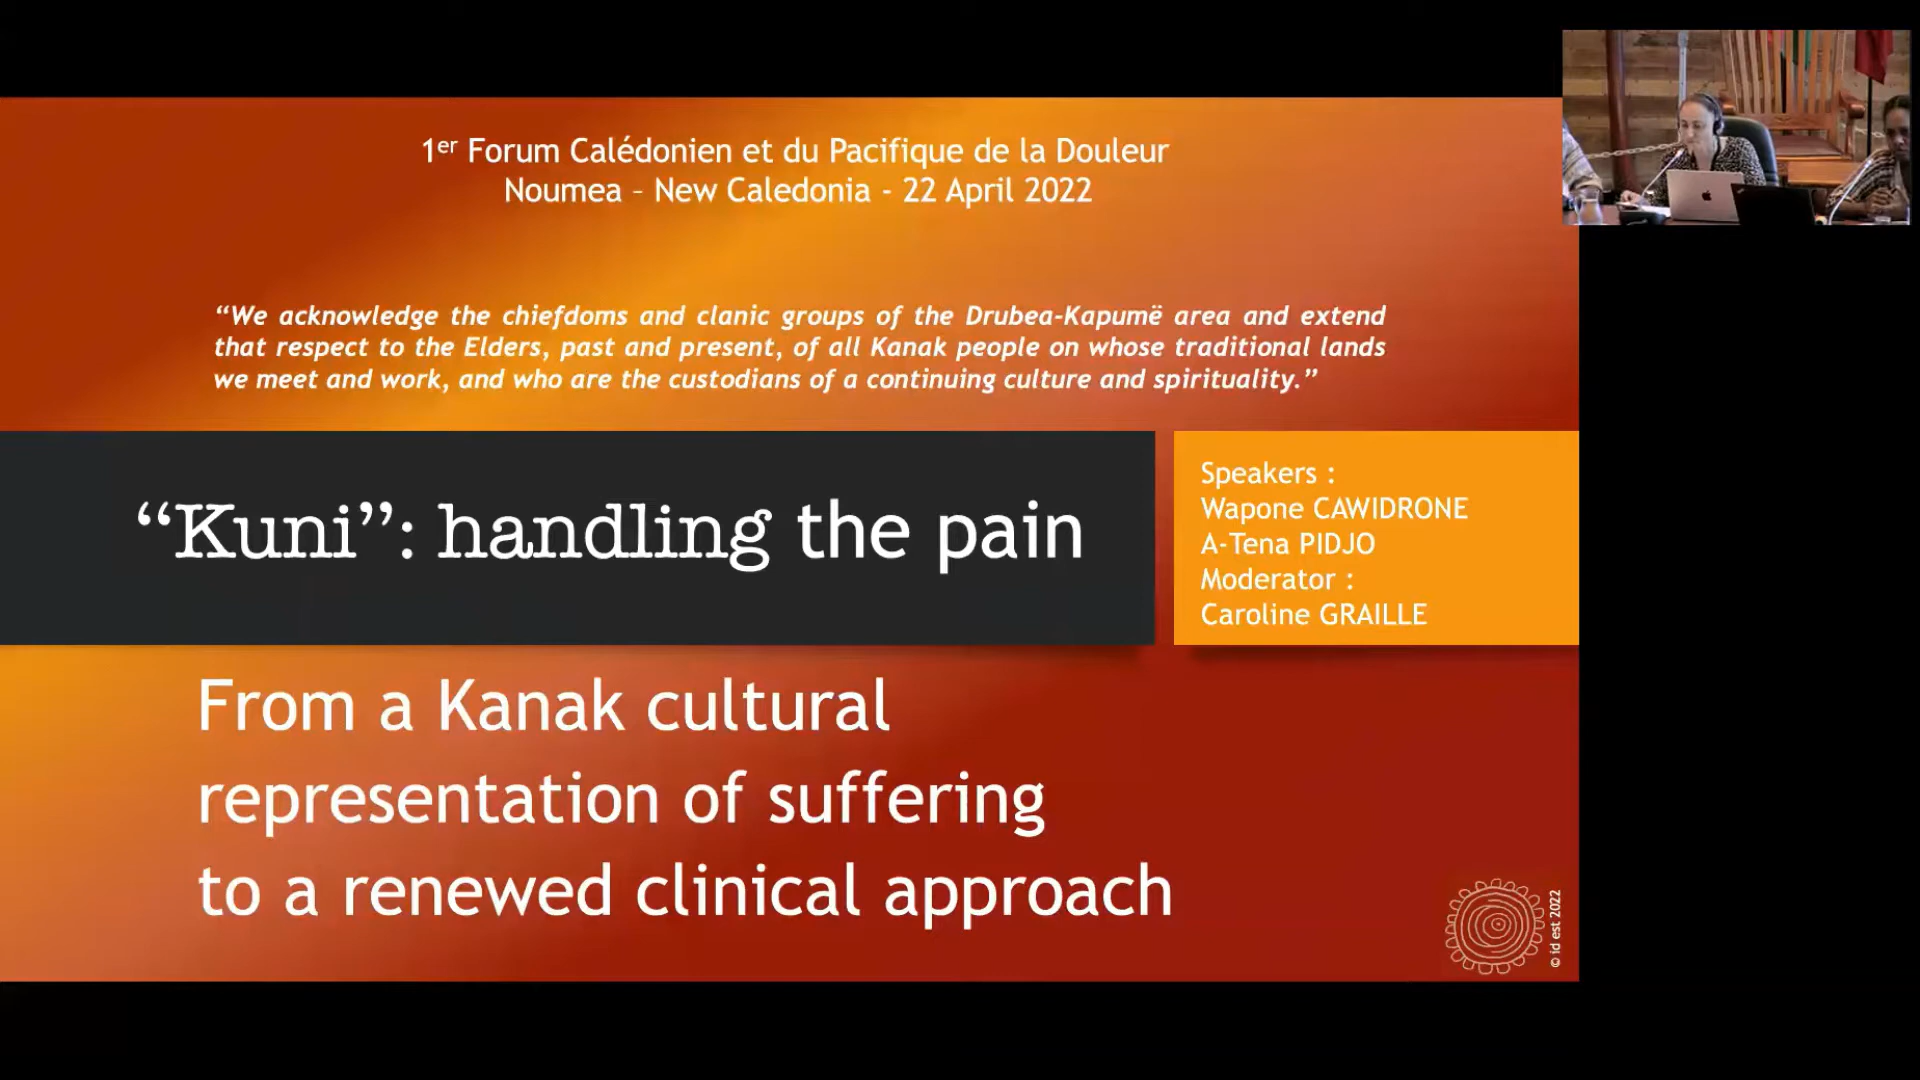 1er Forum Calédonien et du Pacifique de la Douleur
Noumea – New Caledonia - 22 April 2022
“We acknowledge the chiefdoms and clanic groups of the Drubea-Kapumë area and extend
that respect to the Elders, past and present, of all Kanak people on whose traditional lands
we meet and work, and who are the custodians of a continuing culture and spirituality.”
“Kuni”: handling the pain
Speakers :
Wapone CAWIDRONE
A-Tena PIDJO
Moderator :
Caroline GRAILLE
From a Kanak cultural
representation of suffering
to a renewed clinical approach
© id est 2022